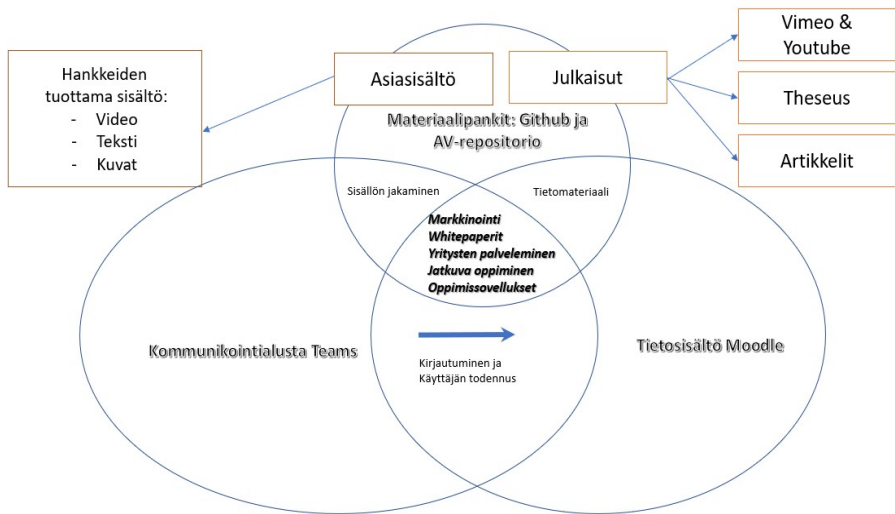 Vimeo &
Youtube
Hankkeiden
tuottama sisältö:
- Video
- Teksti
- Kuvat
Asiasisältö
Julkaisut
Theseus
Artikkelit
Materiaalipankit: Github ja
AV-repositorio
Sisällön jakaminen
Tietomateriaali
Markkinointi
Whitepaperit
Yritysten palveleminen
Jatkuva oppiminen
Oppimissovellukset
Kommunikointialusta Teams
Tietosisältö Moodle
Kirjautuminen ja
Käyttäjän todennus